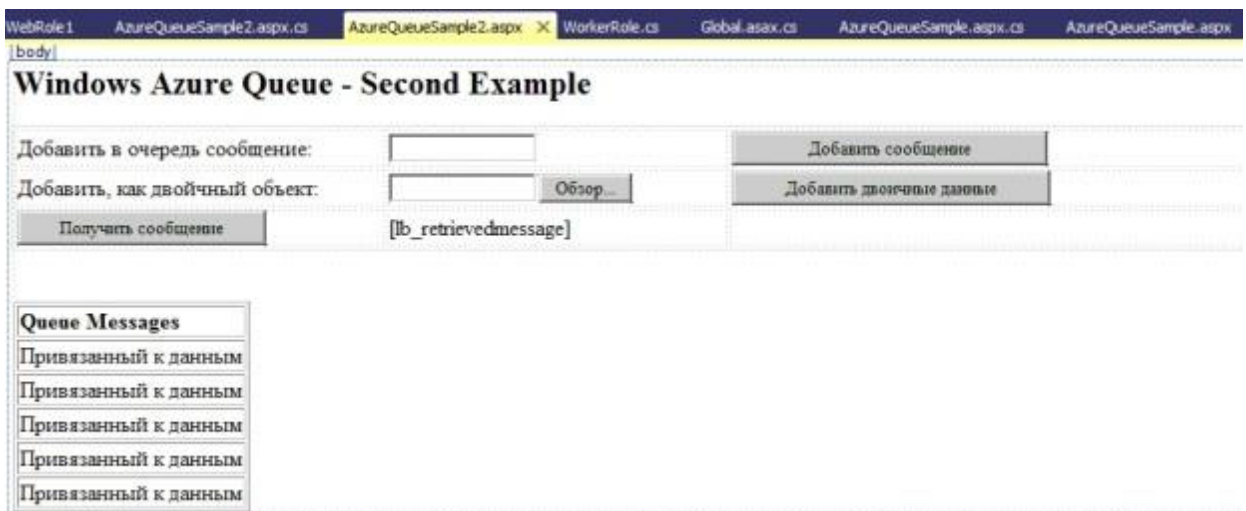 WebRole1 AzureQueueSample2.aspx.cs AzureQueueSample2.aspx WorkerRole.cs Global.asax.cs AzureQueueSample.aspx.cs AzureQueueSample.aspx
body
Windows Azure Queue - Second Example
Добавить в очередь сообщение: Добавить сообщение
Добавить, как двойчный объект: Обзор... Добавить двоичные данные
Получить сообщение [lb_retrievedmessage]
Queue Messages
Привязанный к данным
Привязанный к данным
Привязанный к данным
Привязанный к данным
Привязанный к данным